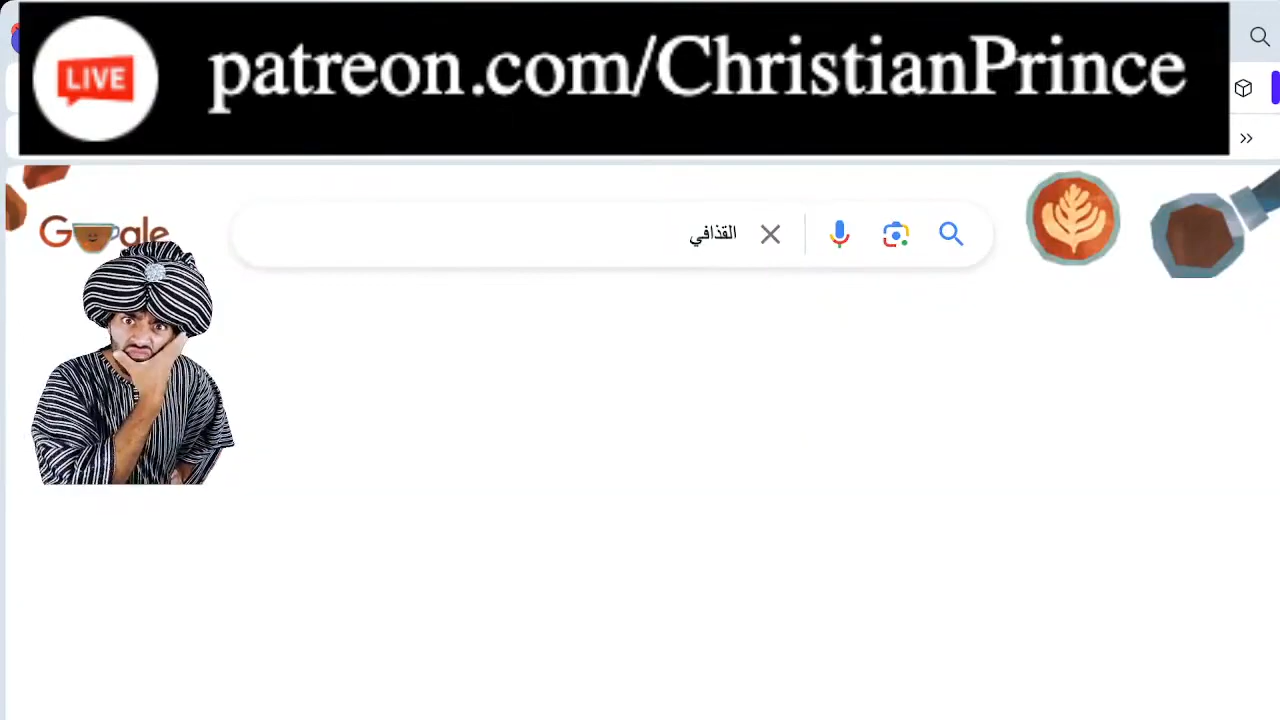 LIVE
patreon.com/ChristianPrince
Google
القذافي